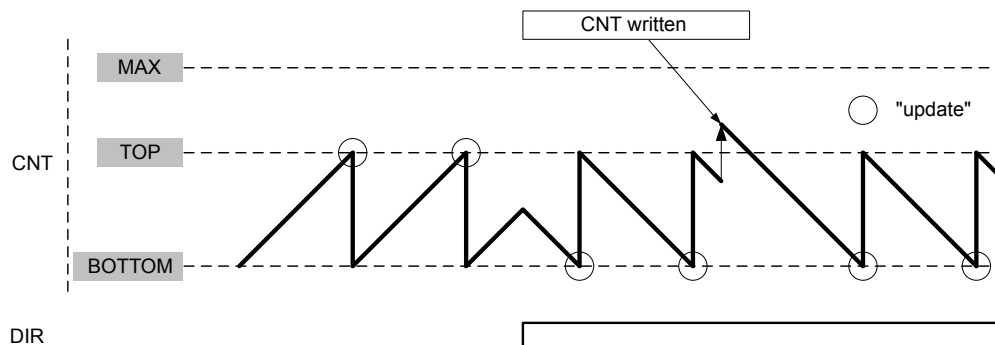 CNT written
MAX
"update"
TOP
CNT
BOTTOM
DIR